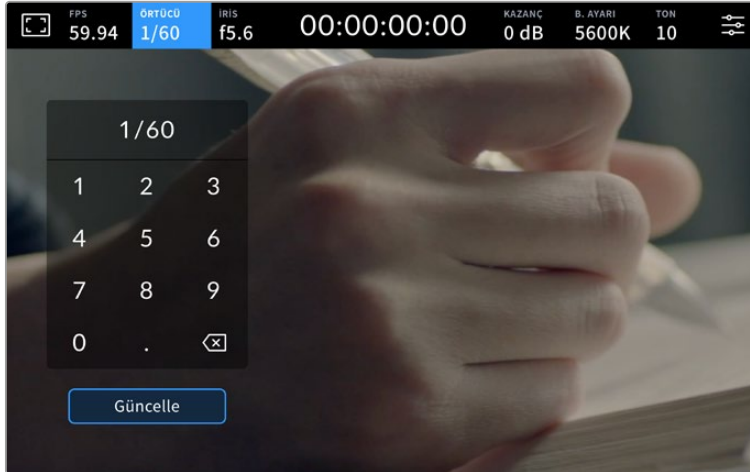 FPS ÖRTÜCÜ İRİS KAZANÇ B. AYARI TON
59.94 1/60 f5.6 00:00:00:00 0 dB 5600K 10
1/60
1 2 3
4 5 6
7 8 9
0 .
Güncelle